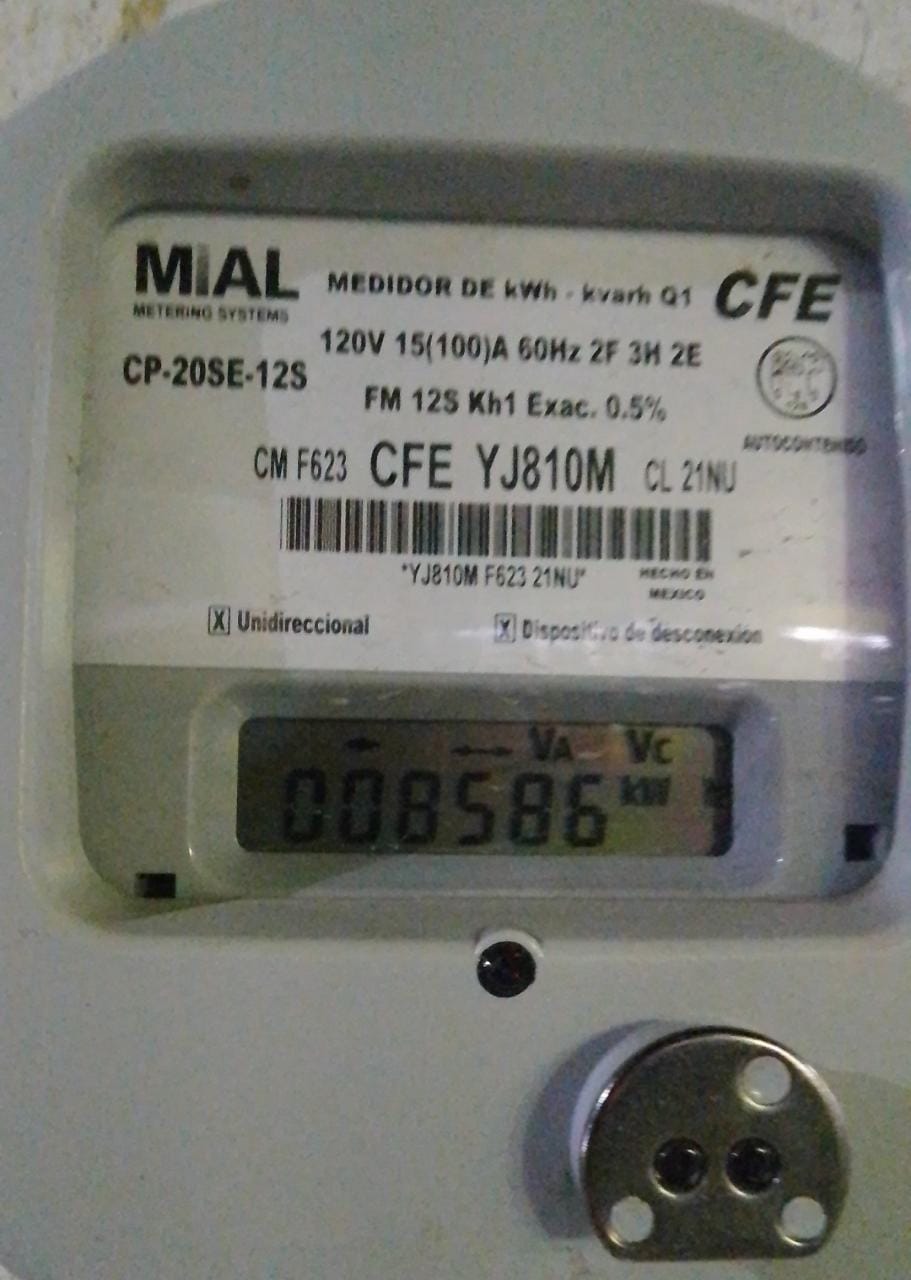 MIAL
METERING SYSTEMS
MEDIDOR DE kWh - kvarh Q1
CFE
CP-20SE-12S
120V 15(100)A 60Hz 2F 3H 2E
FM 12S Kh1 Exac. 0.5%
AUTOCONTENIDO
CM F623 CFE YJ810M CL 21NU
*YJ810M F623 21NU*
HECHO EN
MEXICO
X Unidireccional
X Dispositivo de desconexión
VA VC
008586 kW